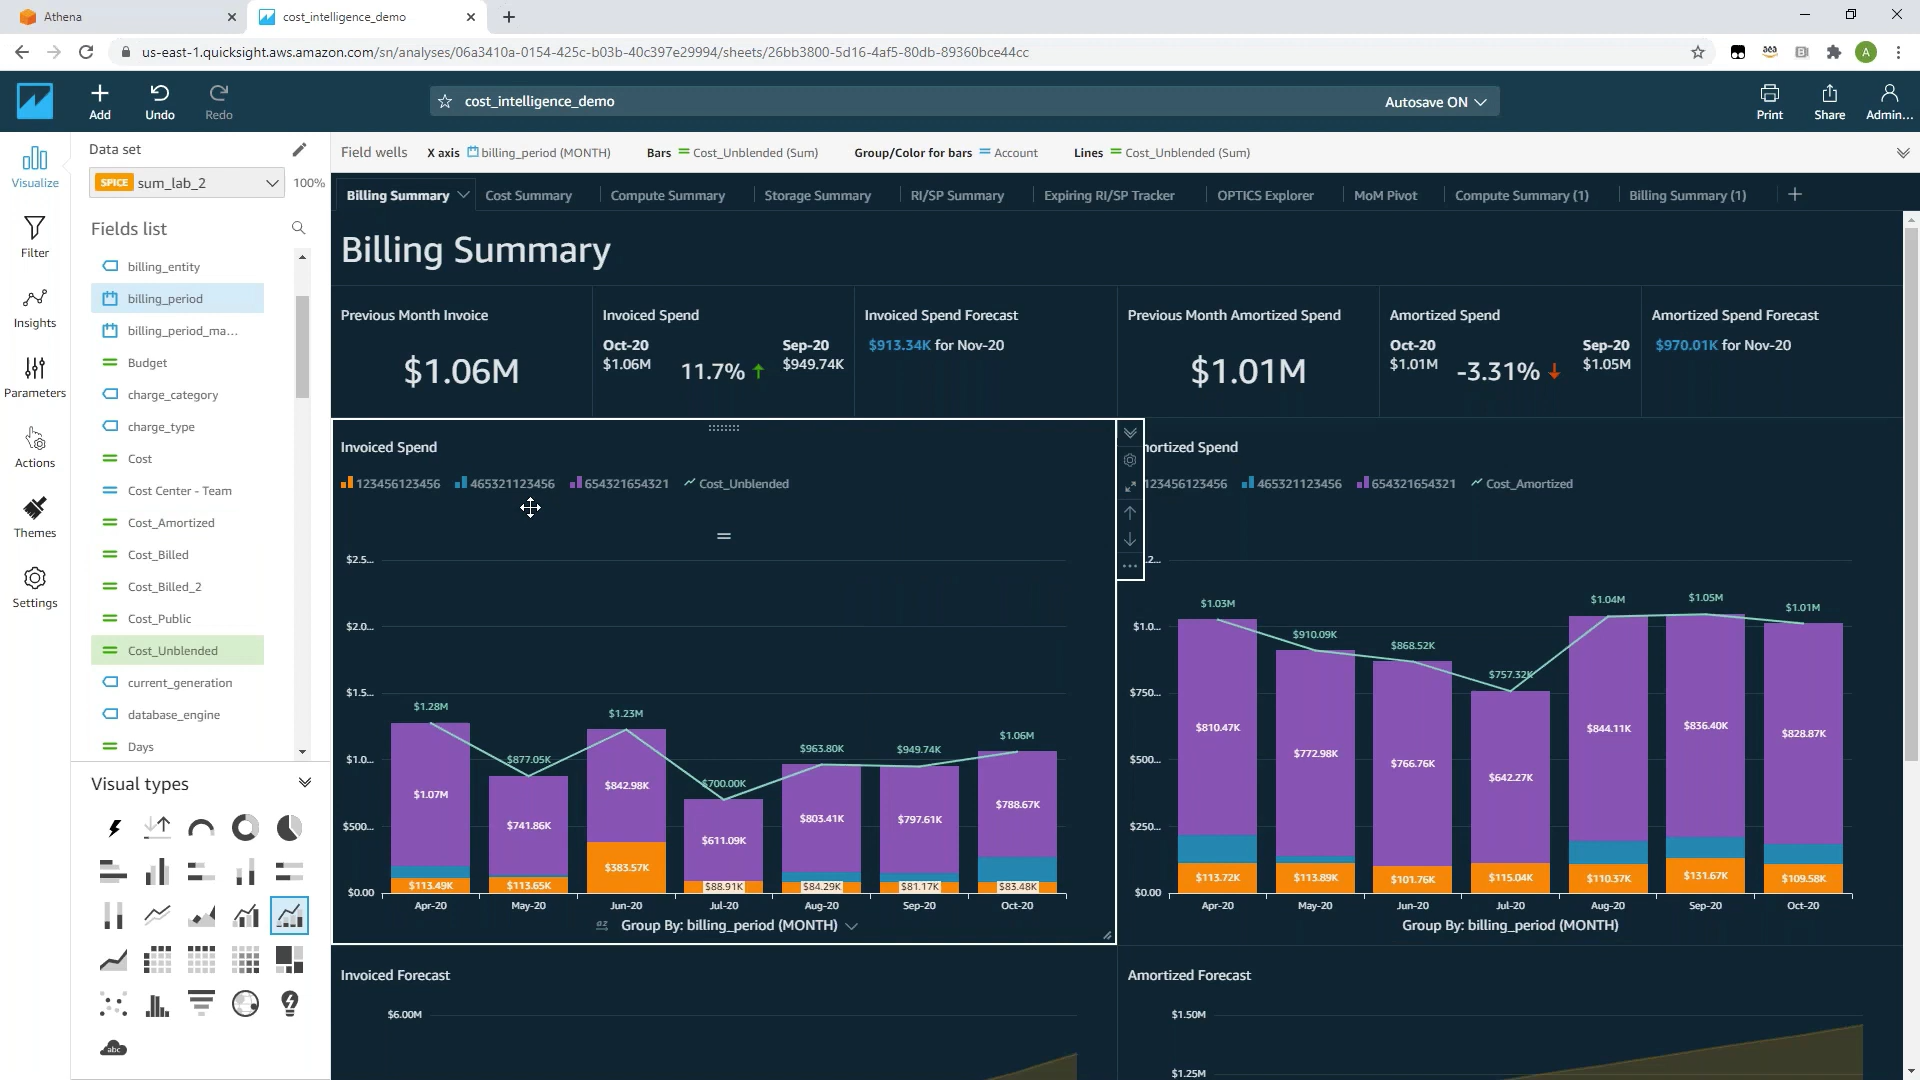 Athena
cost_intelligence_demo
us-east-1.quicksight.aws.amazon.com/sn/analyses/06a3410a-0154-425c-b03b-40c397e29994/sheets/26bb3800-5d16-4af5-80db-89360bce44cc
A
Add
Undo
Redo
cost_intelligence_demo
Autosave ON
Print
Share
Admin...
Visualize
Filter
Insights
Parameters
Actions
Themes
Settings
Data set
SPICE sum_lab_2 100%
Fields list
billing_entity
billing_period
billing_period_ma...
Budget
charge_category
charge_type
Cost
Cost Center - Team
Cost_Amortized
Cost_Billed
Cost_Billed_2
Cost_Public
Cost_Unblended
current_generation
database_engine
Days
Visual types
abc
Field wells X axis billing_period (MONTH) Bars Cost_Unblended (Sum) Group/Color for bars Account Lines Cost_Unblended (Sum)
Billing Summary Cost Summary Compute Summary Storage Summary RI/SP Summary Expiring RI/SP Tracker OPTICS Explorer MoM Pivot Compute Summary (1) Billing Summary (1)
Billing Summary
Previous Month Invoice
$1.06M
Invoiced Spend
Oct-20 Sep-20
$1.06M 11.7% $949.74K
Invoiced Spend Forecast
$913.34K for Nov-20
Previous Month Amortized Spend
$1.01M
Amortized Spend
Oct-20 Sep-20
$1.01M -3.31% $1.05M
Amortized Spend Forecast
$970.01K for Nov-20
Invoiced Spend
123456123456 465321123456 654321654321 Cost_Unblended
$2.5...
$2.0...
$1.5...
$1.0...
$500...
$0.00
$1.28M
$877.05K
$1.23M
$700.00K
$963.80K
$949.74K
$1.06M
$1.07M
$741.86K
$842.98K
$611.09K
$803.41K
$797.61K
$788.67K
$113.49K
$113.65K
$383.57K
$88.91K
$84.29K
$81.17K
$83.48K
Apr-20 May-20 Jun-20 Jul-20 Aug-20 Sep-20 Oct-20
az Group By: billing_period (MONTH)
mortized Spend
123456123456 465321123456 654321654321 Cost_Amortized
.2...
$1.0...
$750...
$500...
$250...
$0.00
$1.03M
$910.09K
$868.52K
$757.32K
$1.04M
$1.05M
$1.01M
$810.47K
$772.98K
$766.76K
$642.27K
$844.11K
$836.40K
$828.87K
$113.72K
$113.89K
$101.76K
$115.04K
$110.37K
$131.67K
$109.58K
Apr-20 May-20 Jun-20 Jul-20 Aug-20 Sep-20 Oct-20
Group By: billing_period (MONTH)
Invoiced Forecast
$6.00M
Amortized Forecast
$1.50M
$1.25M